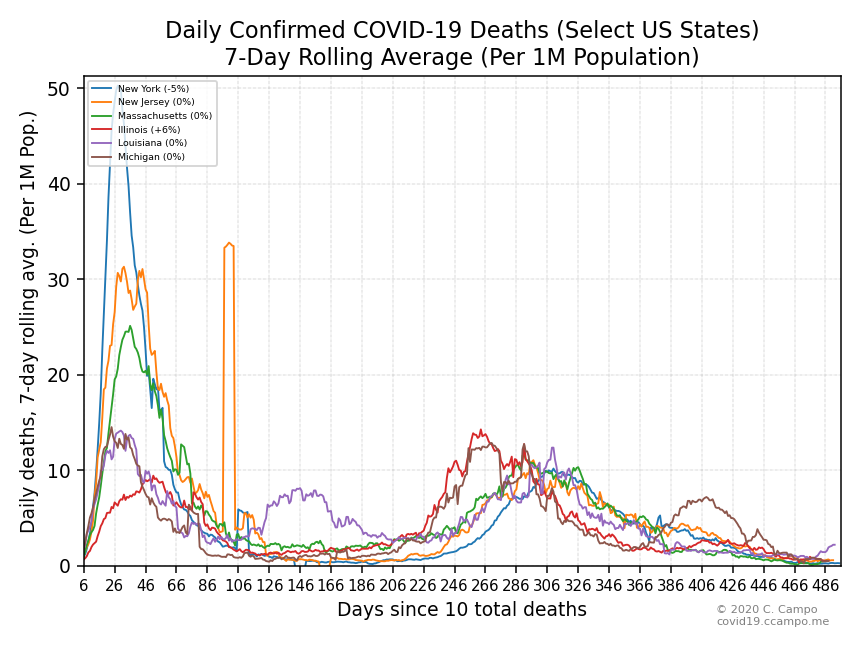 Daily Confirmed COVID-19 Deaths (Select US States)
7-Day Rolling Average (Per 1M Population)
Daily deaths, 7-day rolling avg. (Per 1M Pop.)
50
40
30
20
10
0
New York (-5%)
New Jersey (0%)
Massachusetts (0%)
Illinois (+6%)
Louisiana (0%)
Michigan (0%)
6 26 46 66 86 106 126 146 166 186 206 226 246 266 286 306 326 346 366 386 406 426 446 466 486
Days since 10 total deaths
© 2020 C. Campo
covid19.ccampo.me